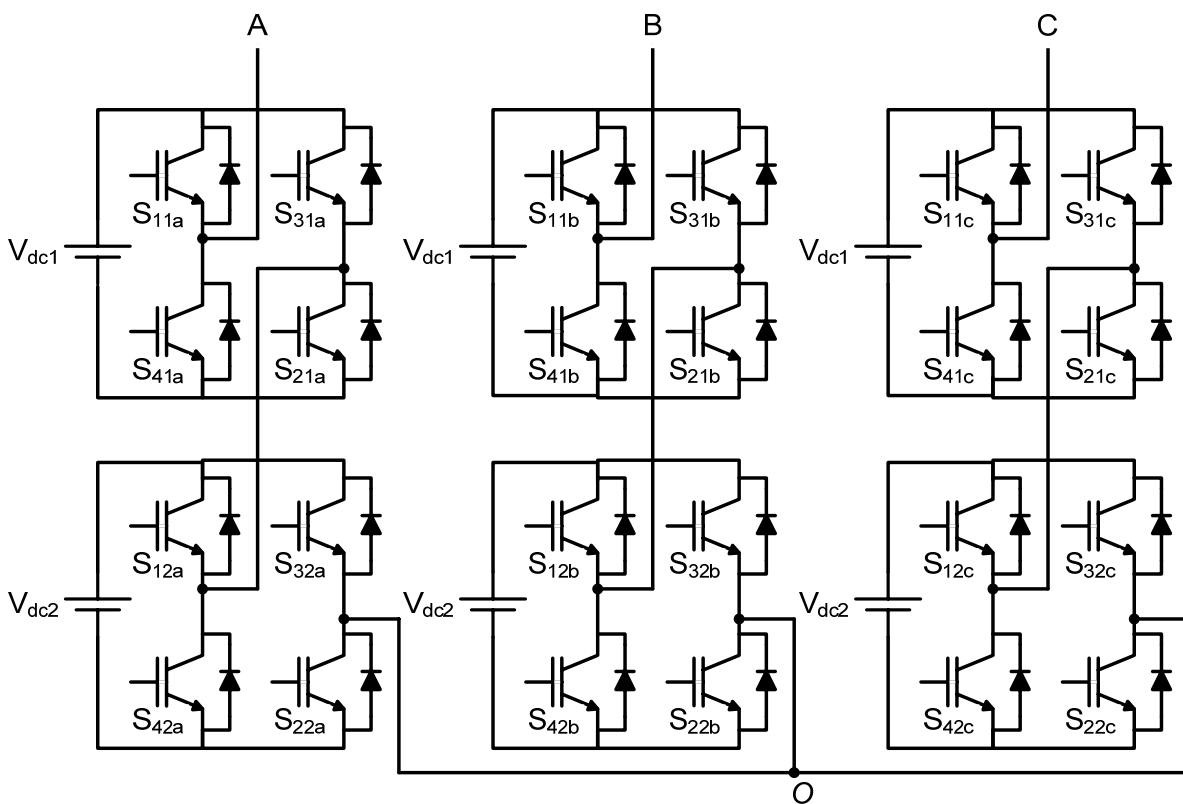 A B C
S11a S31a S11b S31b S11c S31c
Vdc1 Vdc1 Vdc1
S41a S21a S41b S21b S41c S21c
S12a S32a S12b S32b S12c S32c
Vdc2 Vdc2 Vdc2
S42a S22a S42b S22b S42c S22c
O